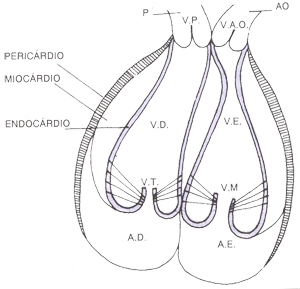 P
AO
V.P.
V.A.O.
PERICÁRDIO
MIOCÁRDIO
ENDOCÁRDIO
V.D.
V.E.
V.T.
V.M
A.D.
A.E.